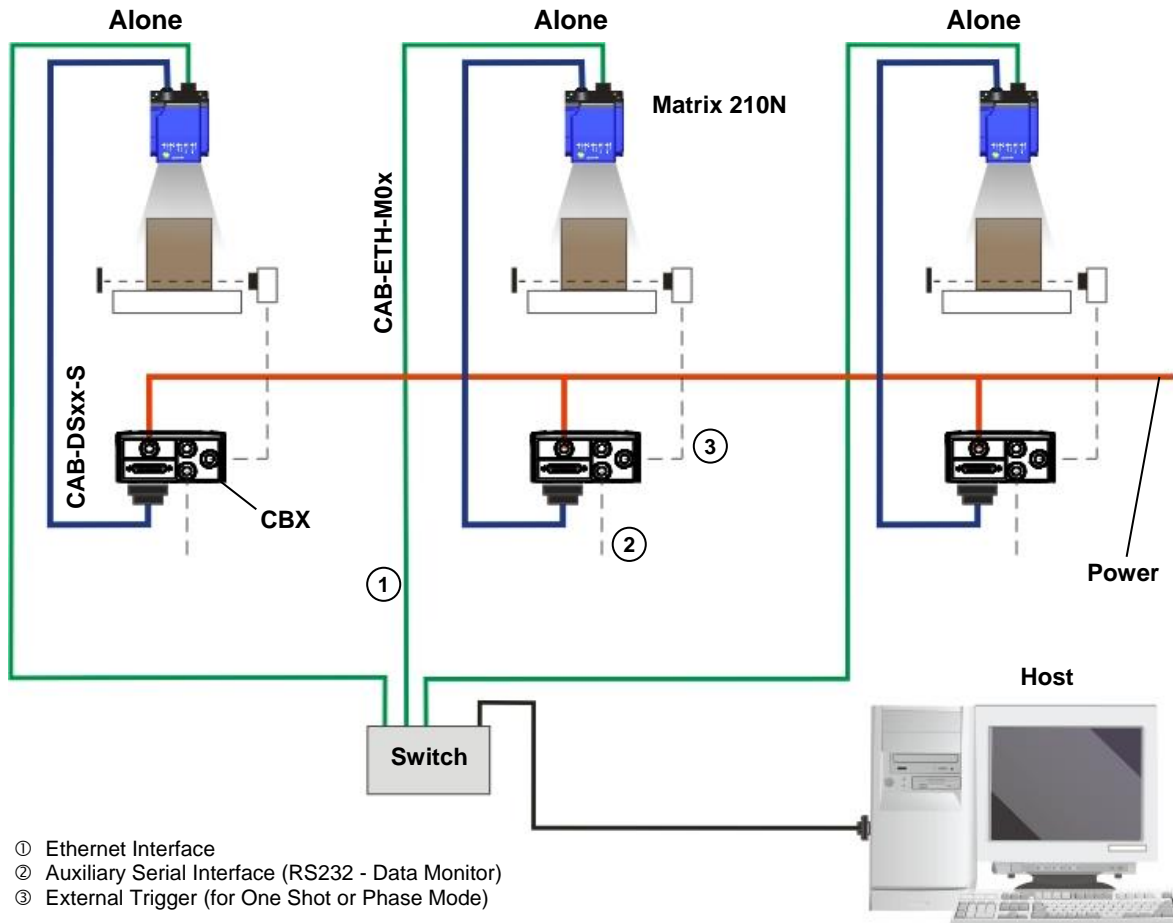 Alone
Alone
Alone
Matrix 210N
CAB-ETH-M0x
CAB-DSxx-S
③
CBX
②
①
Power
Host
Switch
① Ethernet Interface
② Auxiliary Serial Interface (RS232 - Data Monitor)
③ External Trigger (for One Shot or Phase Mode)